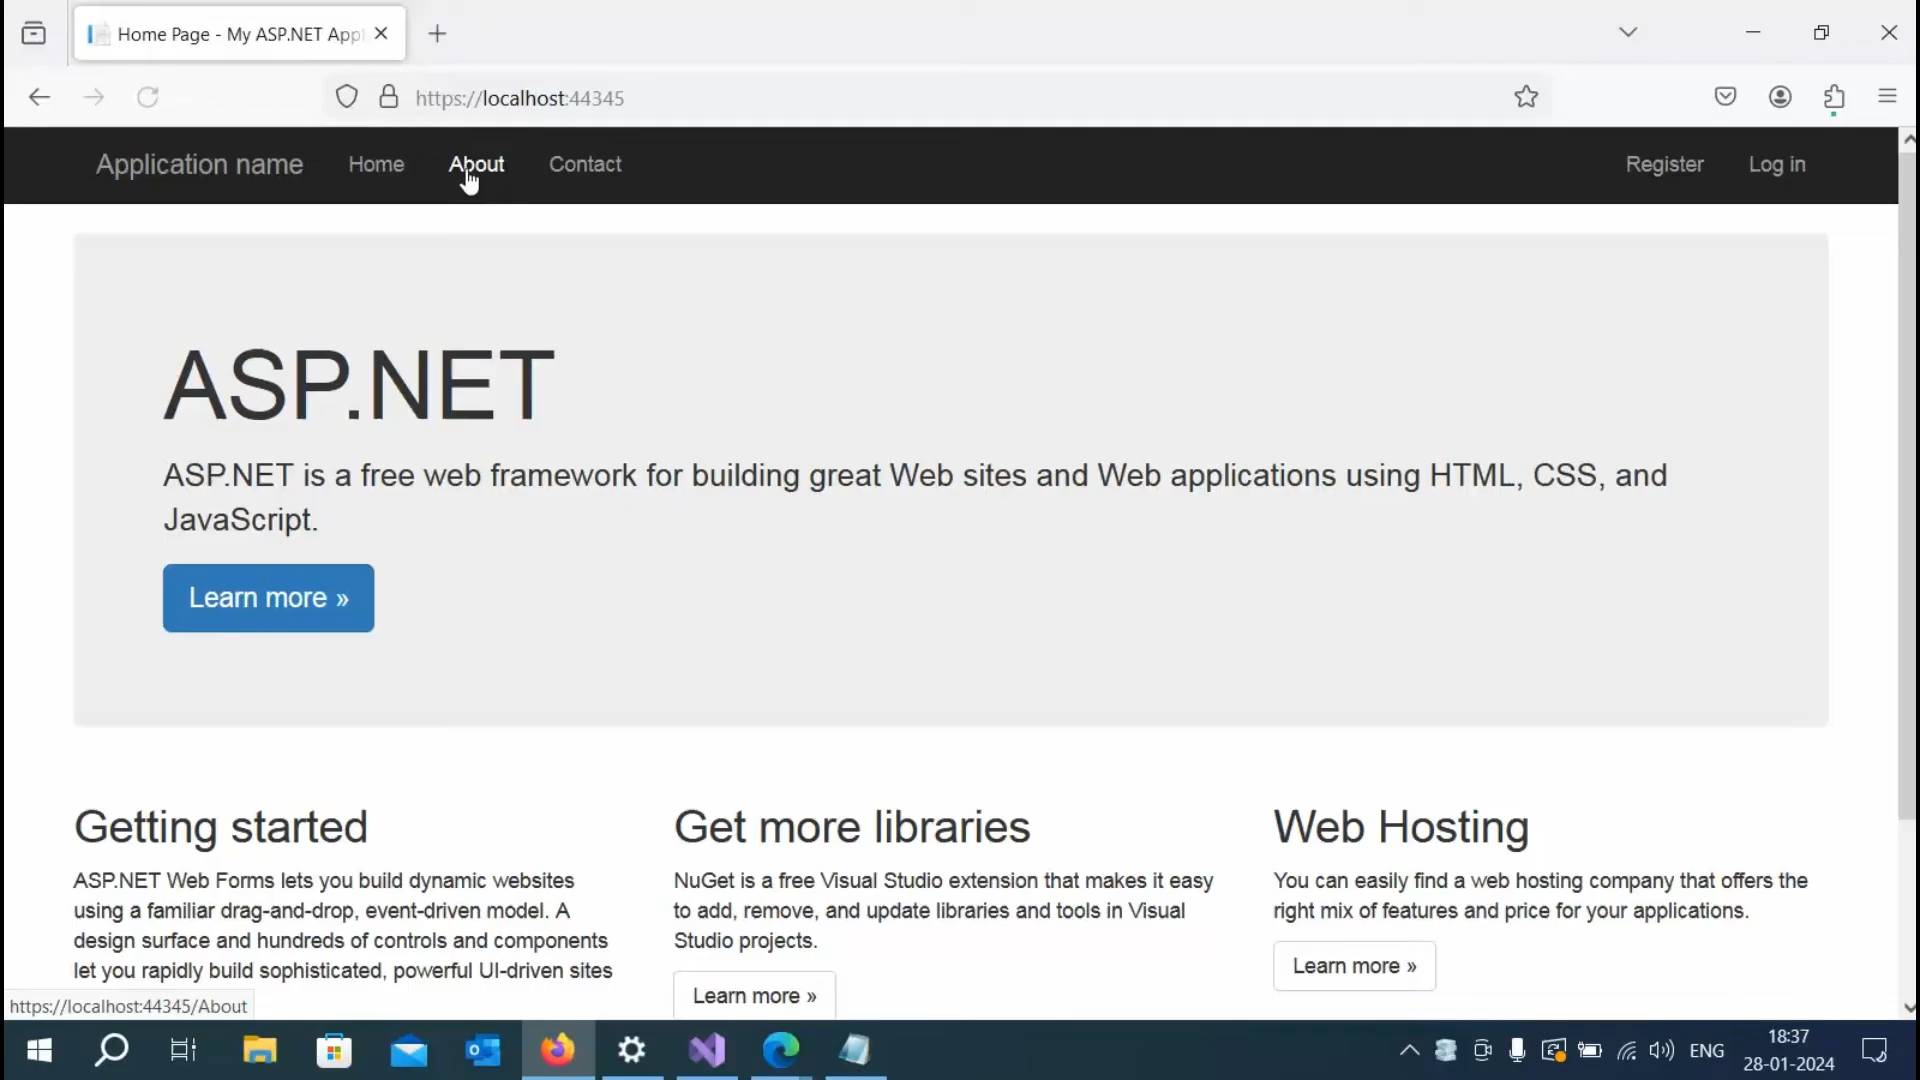 Home Page - My ASP.NET Appl
https://localhost:44345
Application name
Home
About
Contact
Register
Log in
ASP.NET
ASP.NET is a free web framework for building great Web sites and Web applications using HTML, CSS, and
JavaScript.
Learn more »
Getting started
ASP.NET Web Forms lets you build dynamic websites
using a familiar drag-and-drop, event-driven model. A
design surface and hundreds of controls and components
let you rapidly build sophisticated, powerful UI-driven sites
Get more libraries
NuGet is a free Visual Studio extension that makes it easy
to add, remove, and update libraries and tools in Visual
Studio projects.
Learn more »
Web Hosting
You can easily find a web hosting company that offers the
right mix of features and price for your applications.
Learn more »
https://localhost:44345/About
ENG
18:37
28-01-2024